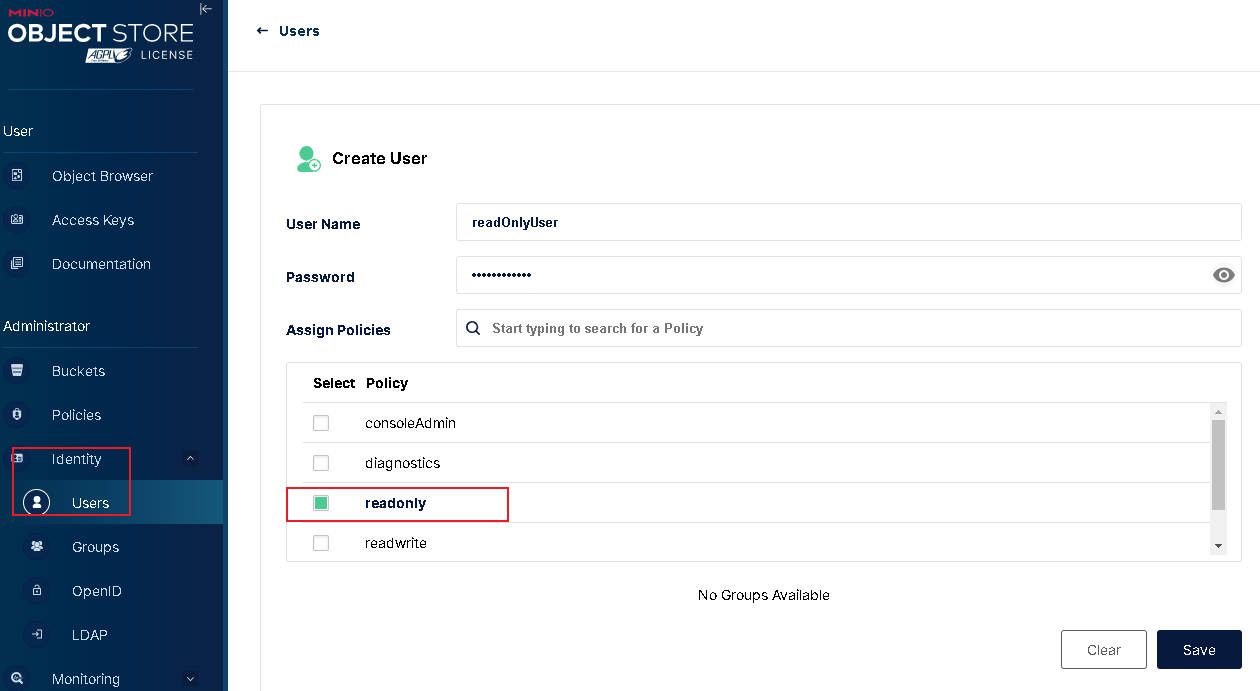 MINIO
OBJECT STORE
AGPLV3 LICENSE
User
Object Browser
Access Keys
Documentation
Administrator
Buckets
Policies
Identity
Users
Groups
OpenID
LDAP
Monitoring
Users
Create User
User Name
readOnlyUser
Password
••••••••••••
Assign Policies
Start typing to search for a Policy
Select Policy
consoleAdmin
diagnostics
readonly
readwrite
No Groups Available
Clear
Save